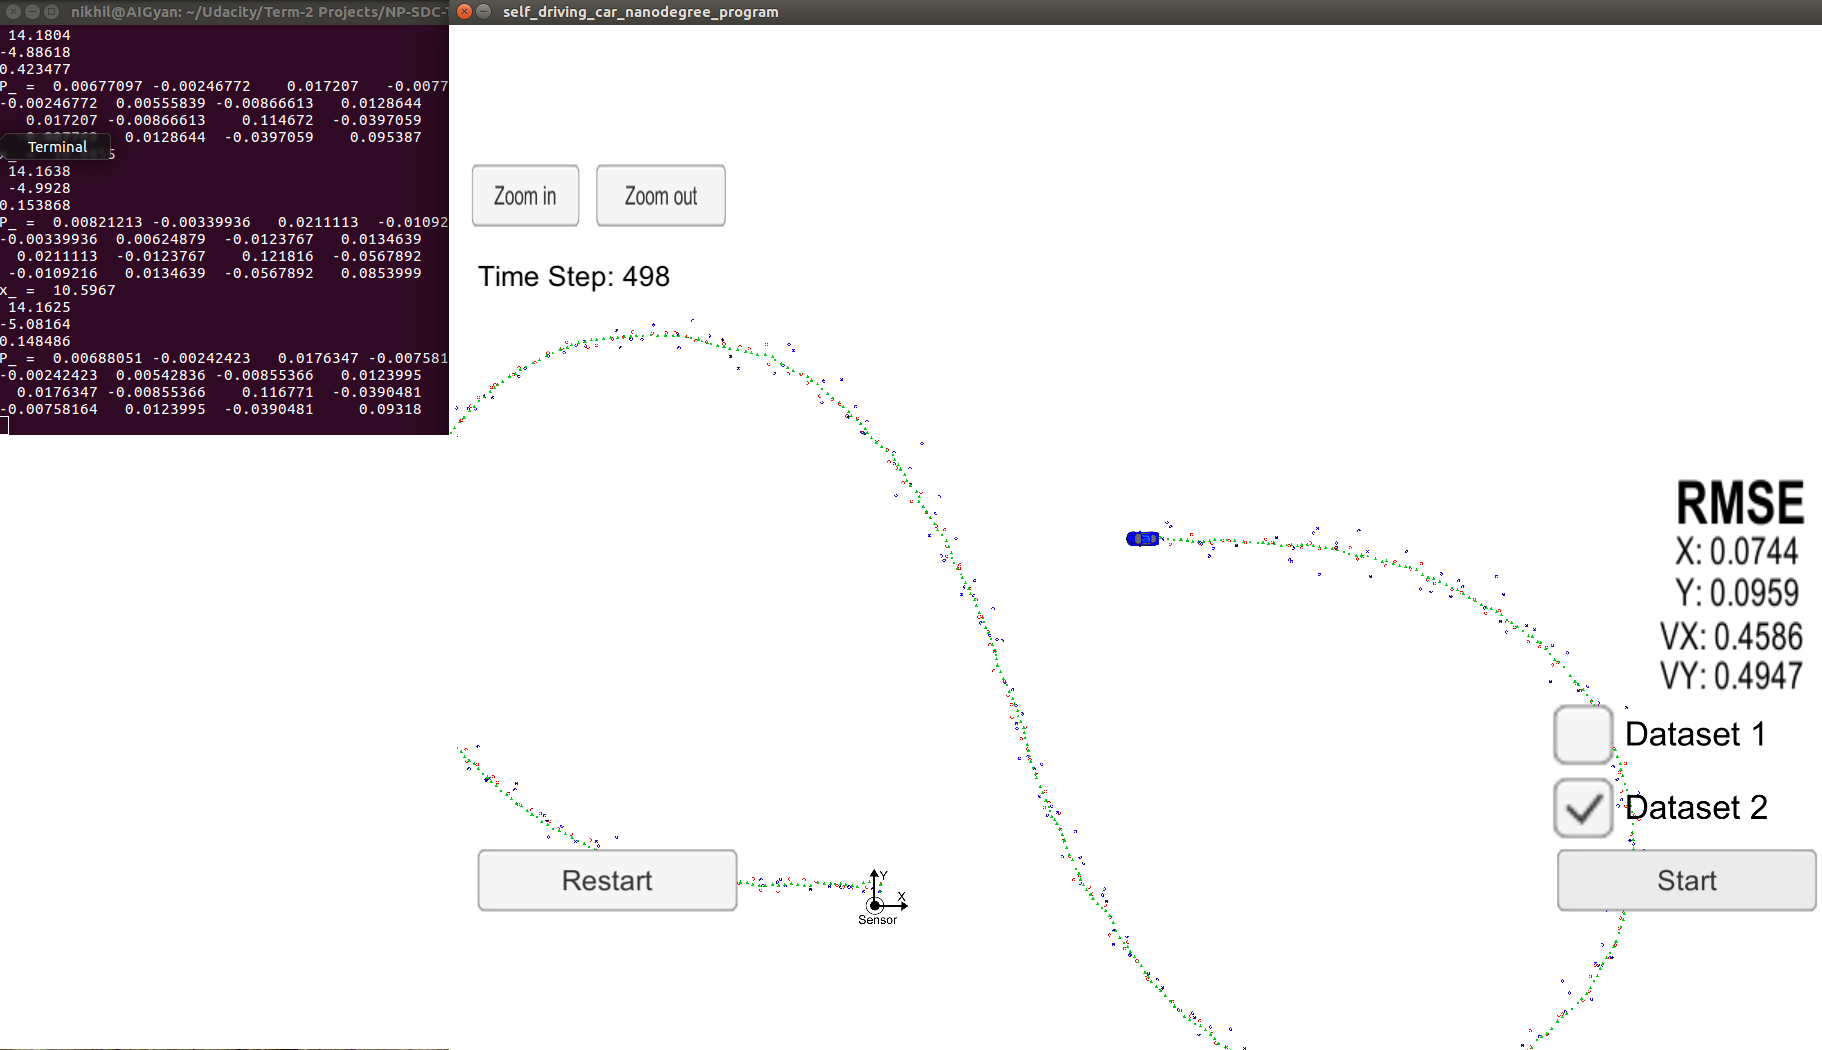 nikhil@AIGyan: ~/Udacity/Term-2 Projects/NP-SDC-
self_driving_car_nanodegree_program
14.1804
-4.88618
0.423477
P_ = 0.00677097 -0.00246772 0.017207 -0.0077
-0.00246772 0.00555839 -0.00866613 0.0128644
0.017207 -0.00866613 0.114672 -0.0397059
0.0128644 -0.0397059 0.095387
Terminal
14.1638
-4.9928
0.153868
P_ = 0.00821213 -0.00339936 0.0211113 -0.01092
-0.00339936 0.00624879 -0.0123767 0.0134639
0.0211113 -0.0123767 0.121816 -0.0567892
-0.0109216 0.0134639 -0.0567892 0.0853999
x_ = 10.5967
14.1625
-5.08164
0.148486
P_ = 0.00688051 -0.00242423 0.0176347 -0.007581
-0.00242423 0.00542836 -0.00855366 0.0123995
0.0176347 -0.00855366 0.116771 -0.0390481
-0.00758164 0.0123995 -0.0390481 0.09318
Zoom in
Zoom out
Time Step: 498
RMSE
X: 0.0744
Y: 0.0959
VX: 0.4586
VY: 0.4947
Dataset 1
Dataset 2
Restart
Start
Y
X
Sensor